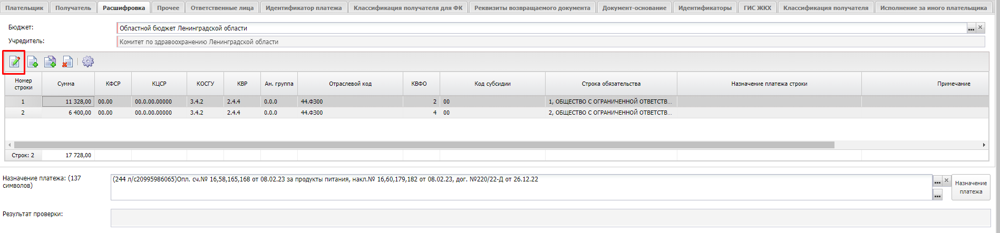 Плательщик Получатель Расшифровка Прочее Ответственные лица Идентификатор платежа Классификация получателя для ФК Реквизиты возвращаемого документа Документ-основание Идентификаторы ГИС ЖКХ Классификация получателя Исполнение за иного плательщика
Бюджет: Областной бюджет Ленинградской области
Учредитель: Комитет по здравоохранению Ленинградской области
Номер строки Сумма КФСР КЦСР КОСГУ КВР Ан. группа Отраслевой код КВФО Код субсидии Строка обязательства Назначение платежа строки Примечание
1 11 328,00 00.00 00.0.00.00000 3.4.2 2.4.4 0.0.0 44.ФЗ00 2 00 1, ОБЩЕСТВО С ОГРАНИЧЕННОЙ ОТВЕТСТВ...
2 6 400,00 00.00 00.0.00.00000 3.4.2 2.4.4 0.0.0 44.ФЗ00 4 00 2, ОБЩЕСТВО С ОГРАНИЧЕННОЙ ОТВЕТСТВ...
Строк: 2 17 728,00
Назначение платежа: (137 символов) (244 л/с20995986065)Опл. сч.№ 16,58,165,168 от 08.02.23 за продукты питания, накл.№ 16,60,179,182 от 08.02.23, дог. №220/22-Д от 26.12.22
Назначение платежа
Результат проверки: